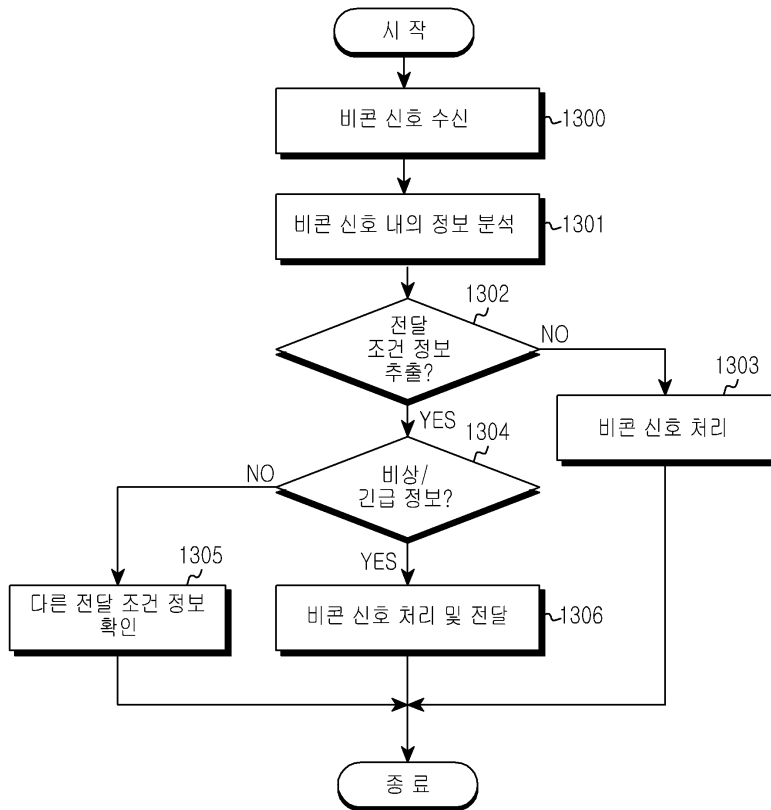 시 작
비콘 신호 수신
1300
비콘 신호 내의 정보 분석
1301
1302
전달
조건 정보
추출?
NO
1303
비콘 신호 처리
YES
1304
비상/
긴급 정보?
NO
1305
다른 전달 조건 정보
확인
YES
비콘 신호 처리 및 전달
1306
종 료